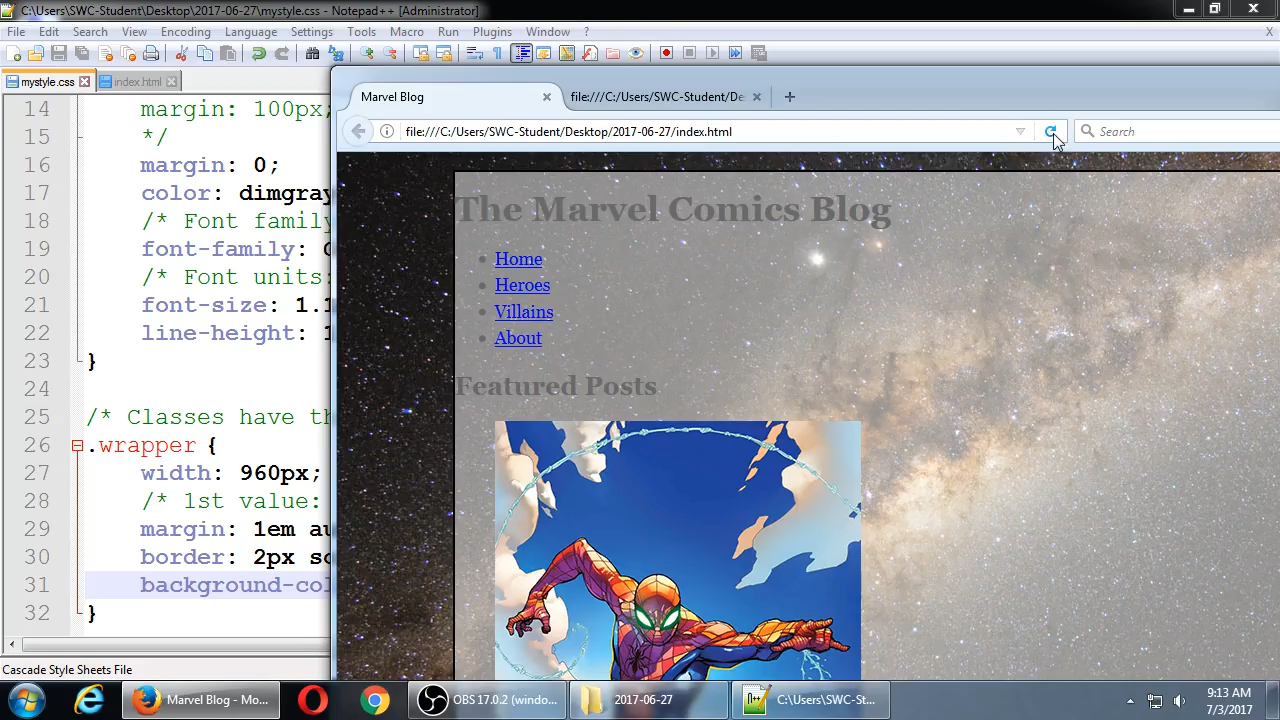 C:\Users\SWC-Student\Desktop\2017-06-27\mystyle.css - Notepad++ [Administrator]
File Edit Search View Encoding Language Settings Tools Macro Run Plugins Window ? X
mystyle.css index.html
Marvel Blog file:///C:/Users/SWC-Student/De
file:///C:/Users/SWC-Student/Desktop/2017-06-27/index.html Search
14 margin: 100px;
15 */
16 margin: 0;
17 color: dimgray
18 /* Font family
19 font-family:
20 /* Font units:
21 font-size: 1.1
22 line-height: 1
23 }
24
25 /* Classes have th
26 .wrapper {
27 width: 960px;
28 /* 1st value:
29 margin: 1em au
30 border: 2px so
31 background-col
32 }
The Marvel Comics Blog
Home
Heroes
Villains
About
Featured Posts
Cascade Style Sheets File
Marvel Blog - Mo...
OBS 17.0.2 (windo...
2017-06-27
C:\Users\SWC-St...
9:13 AM
7/3/2017